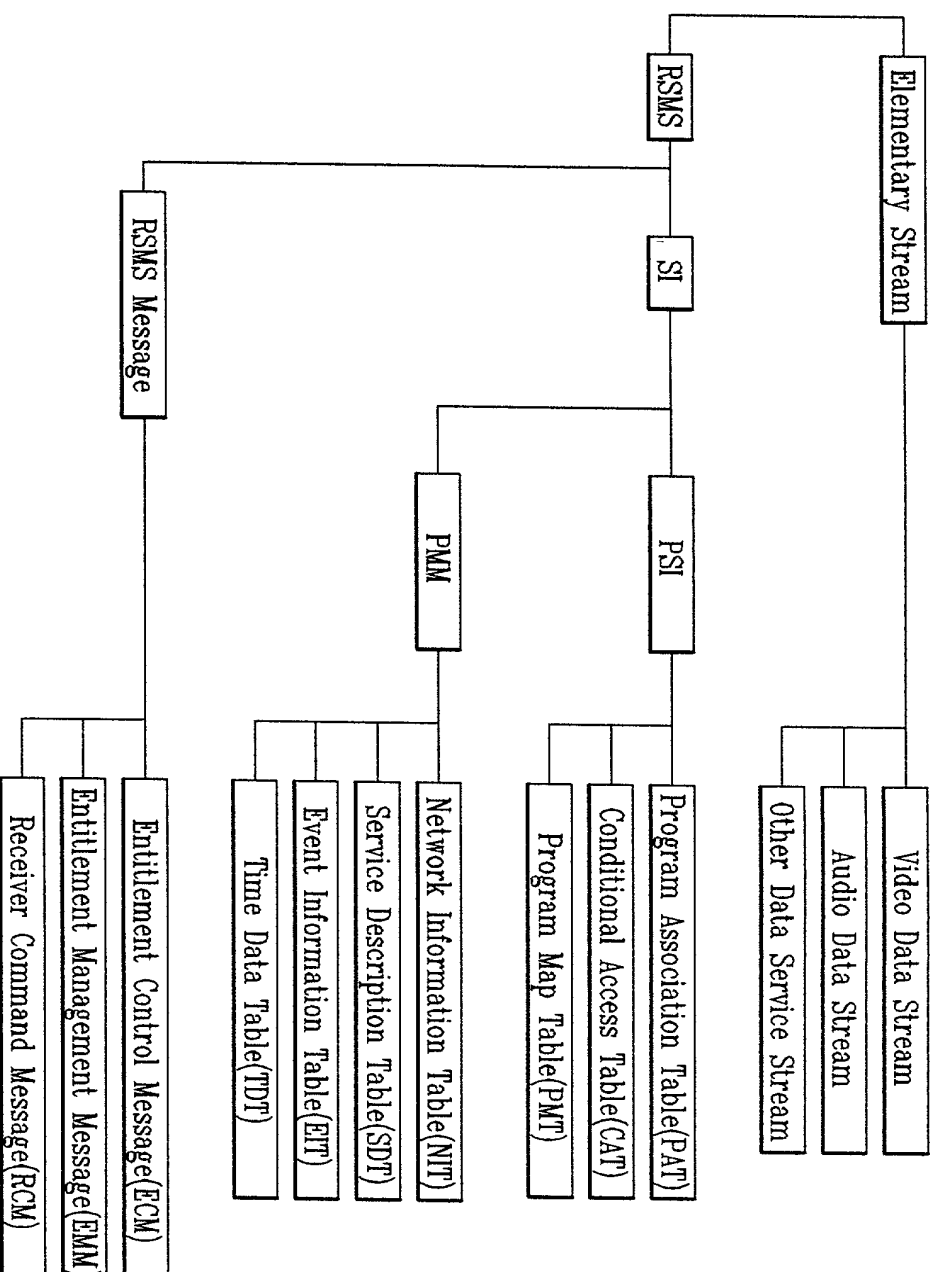 Elementary Stream
Video Data Stream
Audio Data Stream
Other Data Service Stream
RSMS
SI
PSI
Program Association Table(PAT)
Conditional Access Table(CAT)
Program Map Table(PMT)
PMM
Network Information Table(NIT)
Service Description Table(SDT)
Event Information Table(EIT)
Time Data Table(TDT)
RSMS Message
Entitlement Control Message(ECM)
Entitlement Management Message(EMM)
Receiver Command Message(RCM)